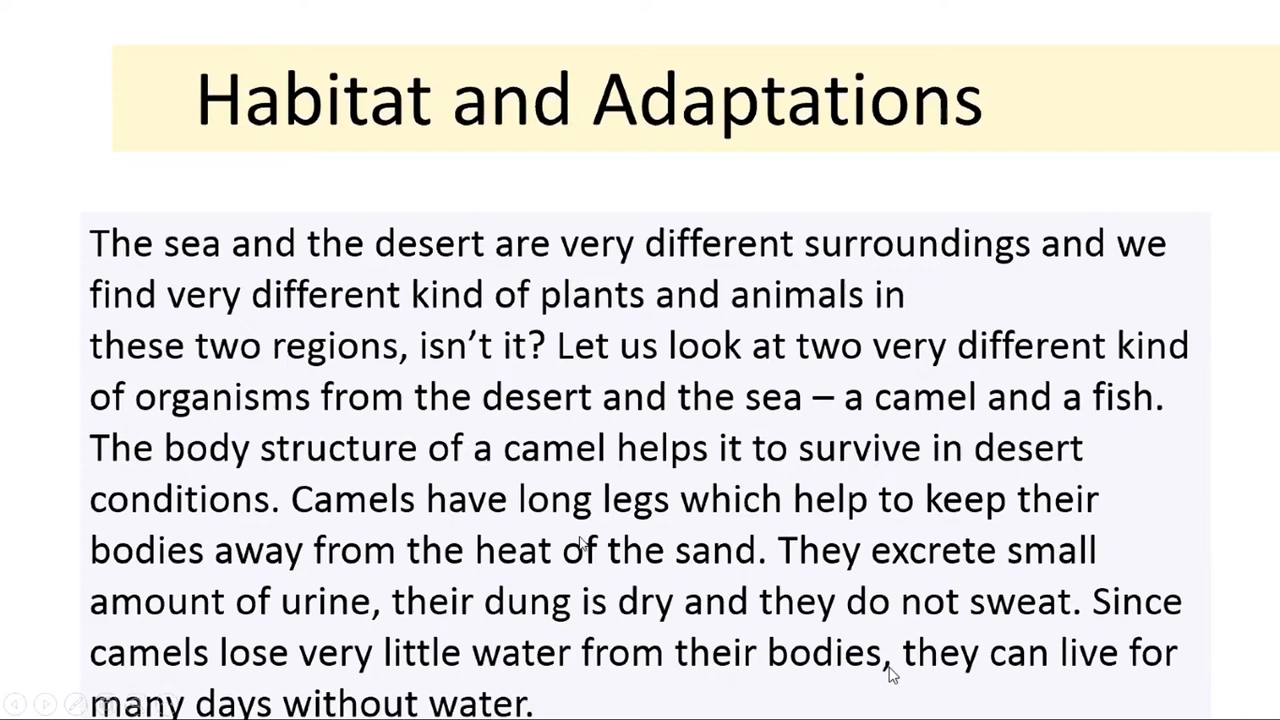 Habitat and Adaptations
The sea and the desert are very different surroundings and we
find very different kind of plants and animals in
these two regions, isn’t it? Let us look at two very different kind
of organisms from the desert and the sea – a camel and a fish.
The body structure of a camel helps it to survive in desert
conditions. Camels have long legs which help to keep their
bodies away from the heat of the sand. They excrete small
amount of urine, their dung is dry and they do not sweat. Since
camels lose very little water from their bodies, they can live for
many days without water.